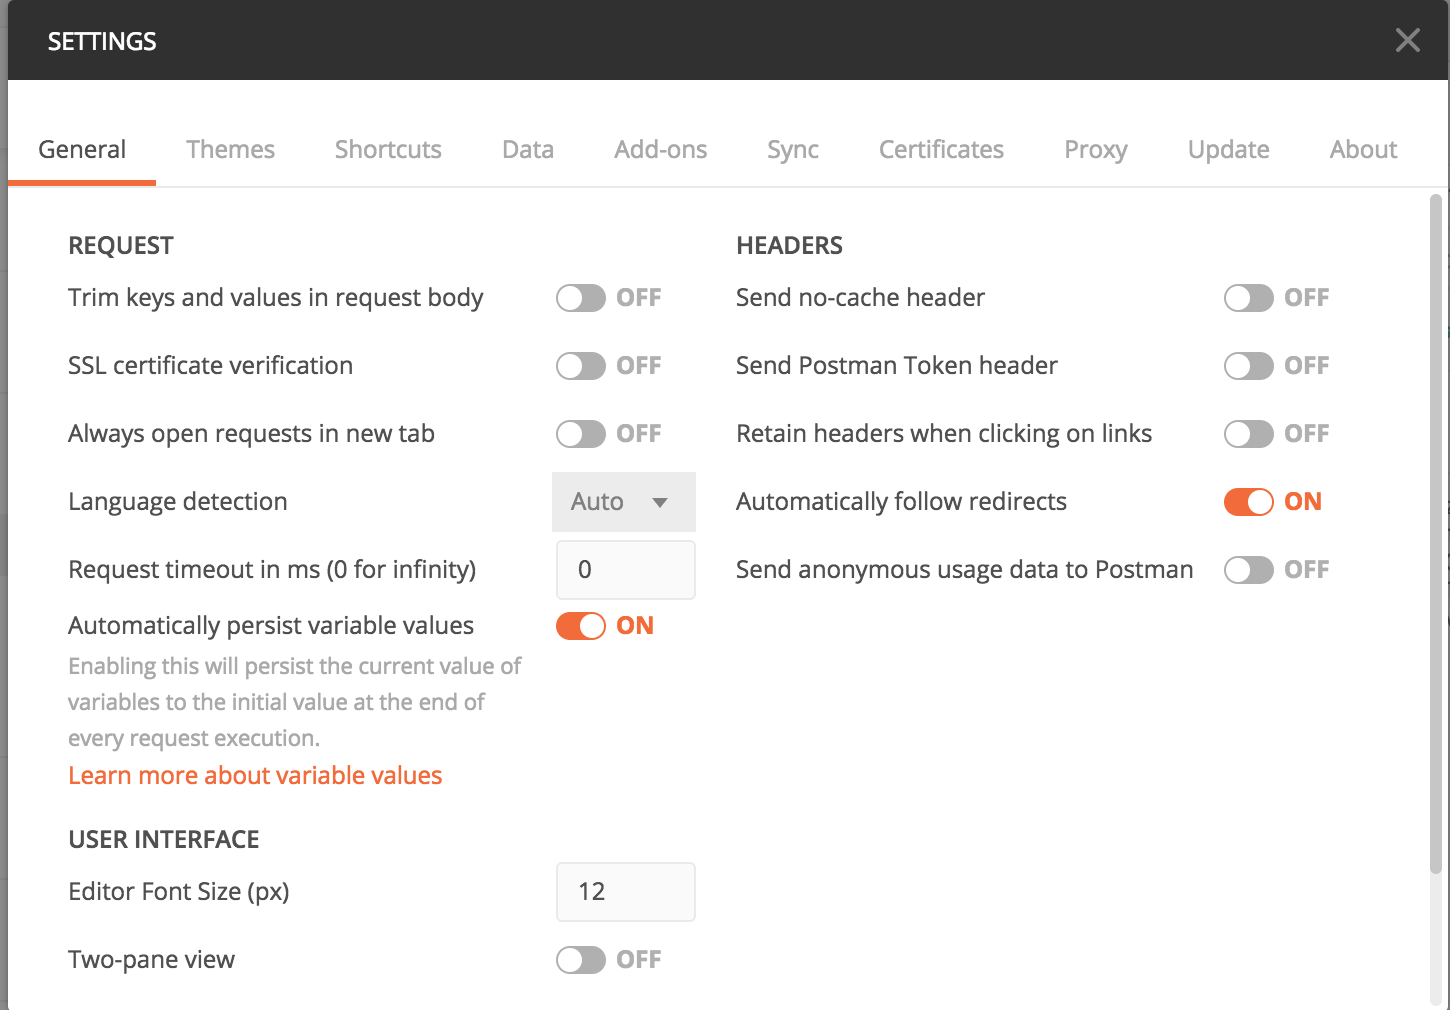 SETTINGS
General Themes Shortcuts Data Add-ons Sync Certificates Proxy Update About
REQUEST
Trim keys and values in request body OFF
SSL certificate verification OFF
Always open requests in new tab OFF
Language detection Auto
Request timeout in ms (0 for infinity) 0
Automatically persist variable values ON
Enabling this will persist the current value of
variables to the initial value at the end of
every request execution.
Learn more about variable values
USER INTERFACE
Editor Font Size (px) 12
Two-pane view OFF
HEADERS
Send no-cache header OFF
Send Postman Token header OFF
Retain headers when clicking on links OFF
Automatically follow redirects ON
Send anonymous usage data to Postman OFF